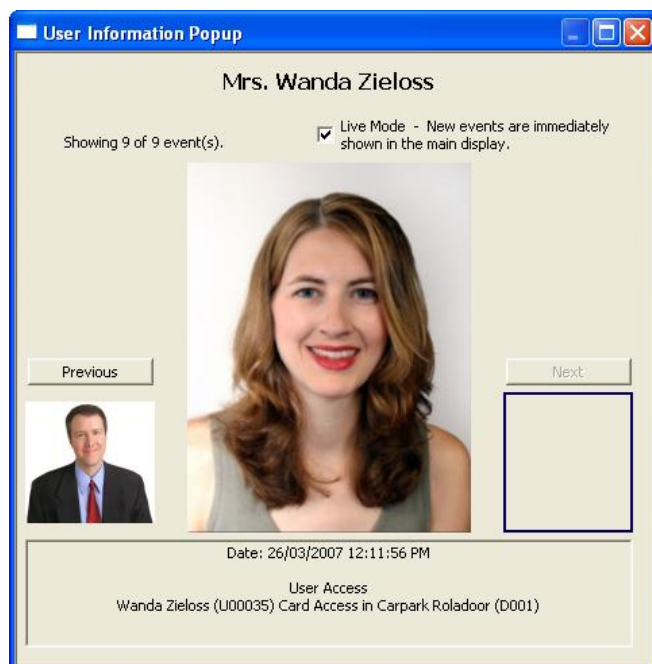 User Information Popup
Mrs. Wanda Zieloss
Showing 9 of 9 event(s).
Live Mode - New events are immediately
shown in the main display.
Previous
Next
Date: 26/03/2007 12:11:56 PM
User Access
Wanda Zieloss (U00035) Card Access in Carpark Roladoor (D001)